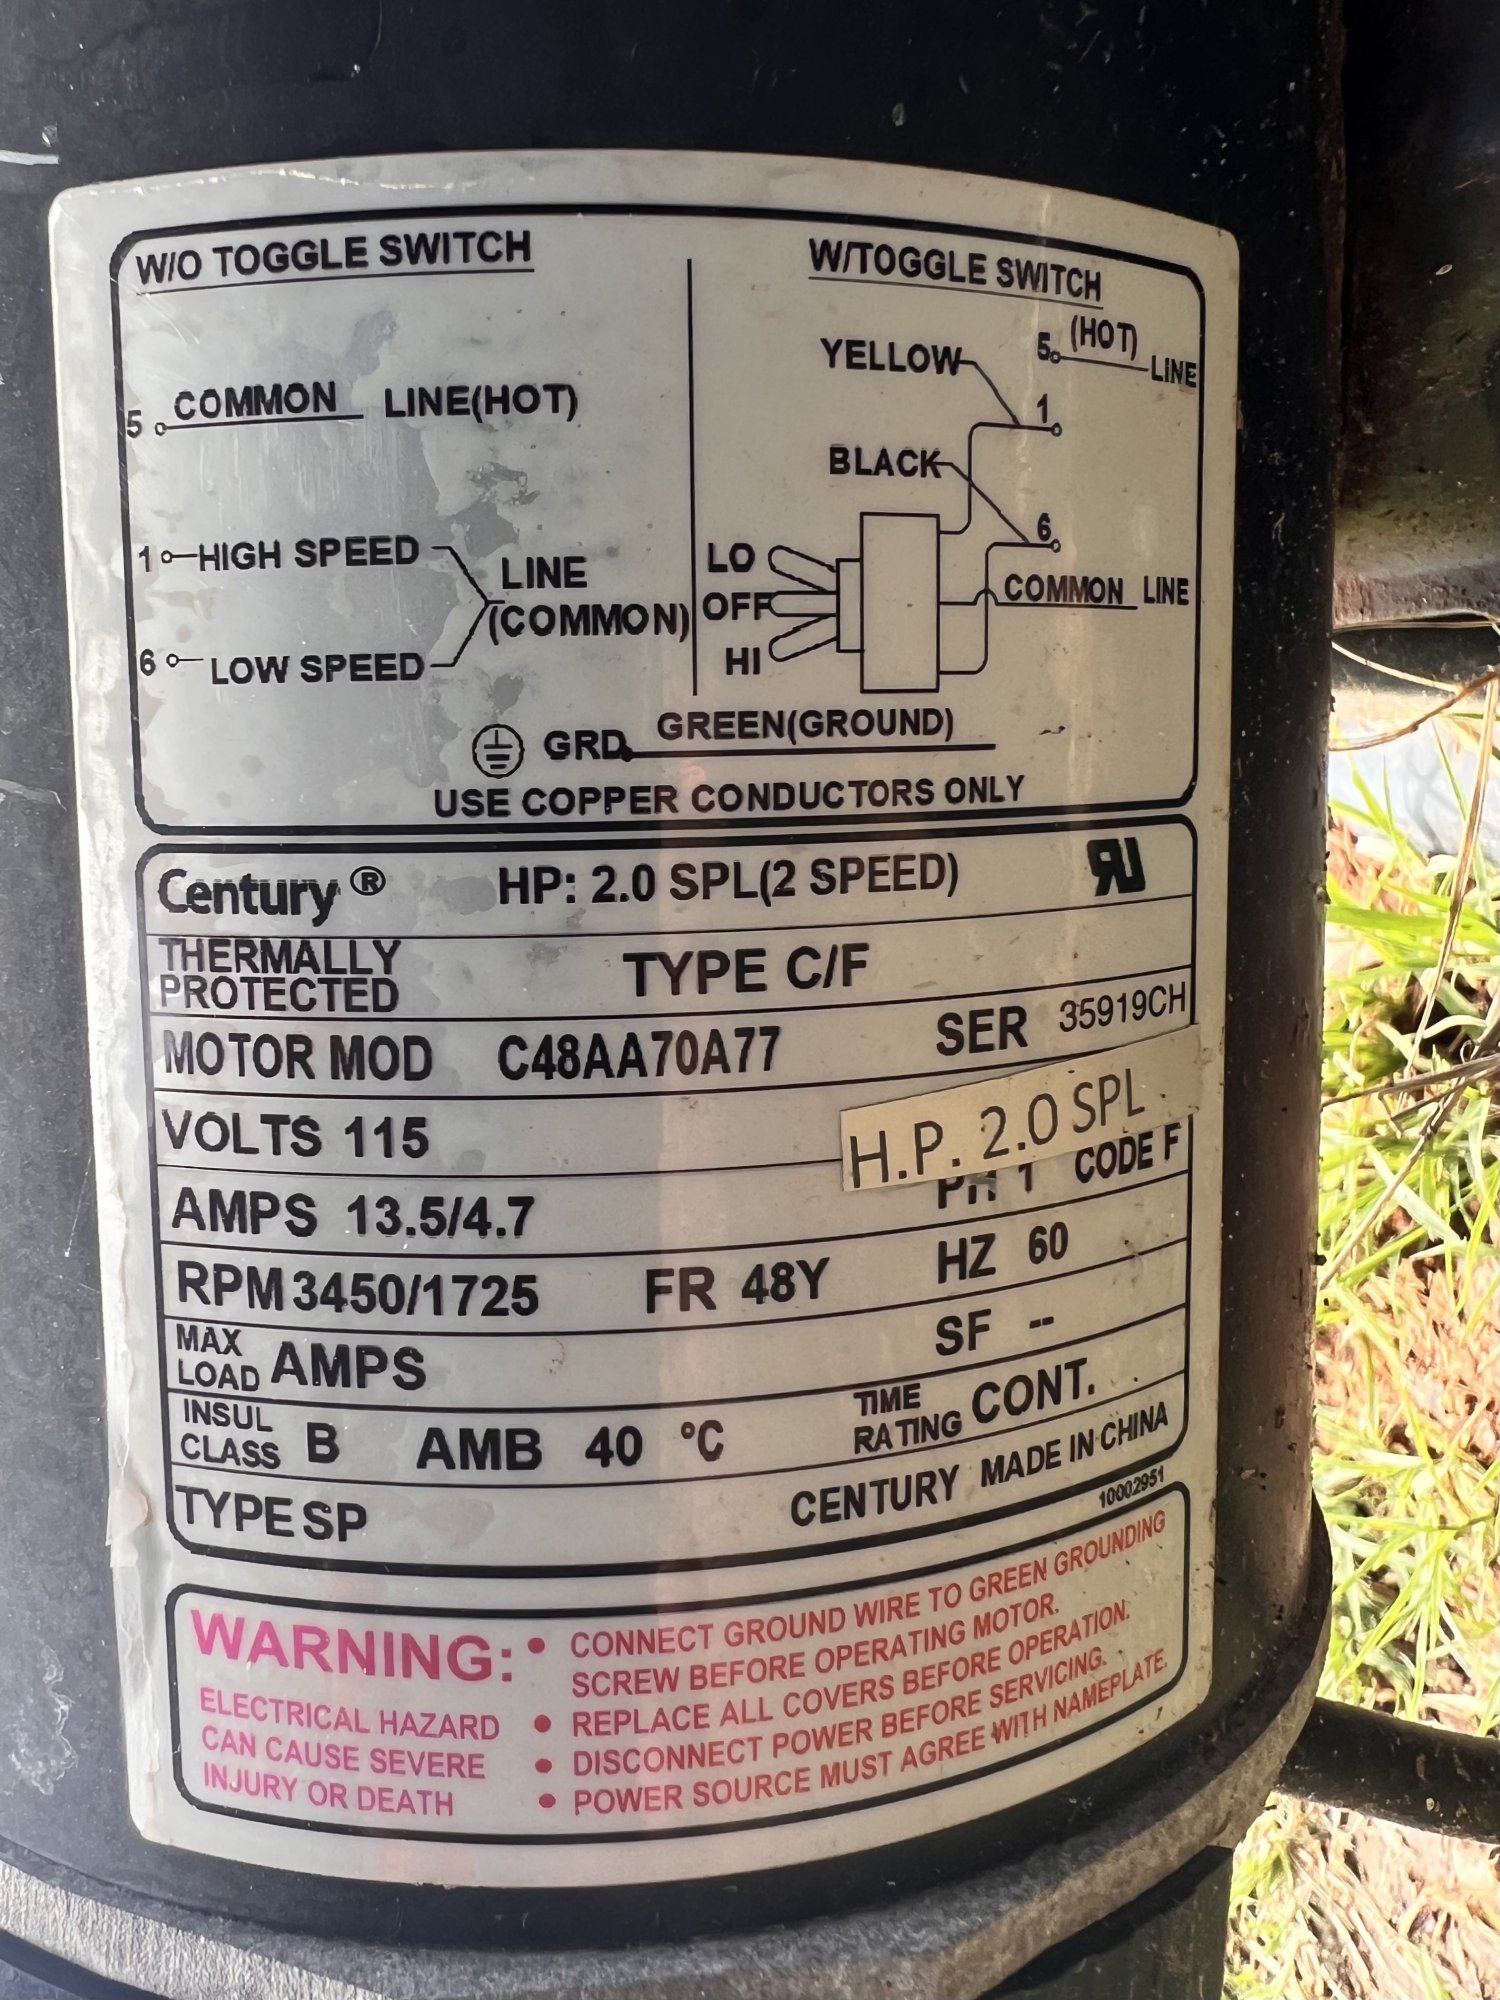 W/O TOGGLE SWITCH
5 COMMON LINE(HOT)
1 HIGH SPEED
LINE
(COMMON)
6 LOW SPEED
W/TOGGLE SWITCH
5 (HOT) LINE
YELLOW
1
BLACK
6
LO
OFF
HI
COMMON LINE
GRD. GREEN(GROUND)
USE COPPER CONDUCTORS ONLY
Century® HP: 2.0 SPL(2 SPEED) RU
THERMALLY
PROTECTED
TYPE C/F
MOTOR MOD C48AA70A77 SER 35919CH
VOLTS 115
H.P. 2.0 SPL
AMPS 13.5/4.7 PH 1 CODE F
RPM 3450/1725 FR 48Y HZ 60
MAX
LOAD AMPS SF --
INSUL
CLASS B AMB 40 °C
TIME
RATING CONT.
TYPE SP CENTURY MADE IN CHINA
10002951
WARNING:
ELECTRICAL HAZARD
CAN CAUSE SEVERE
INJURY OR DEATH
• CONNECT GROUND WIRE TO GREEN GROUNDING
SCREW BEFORE OPERATING MOTOR.
• REPLACE ALL COVERS BEFORE OPERATION.
• DISCONNECT POWER BEFORE SERVICING.
• POWER SOURCE MUST AGREE WITH NAMEPLATE.